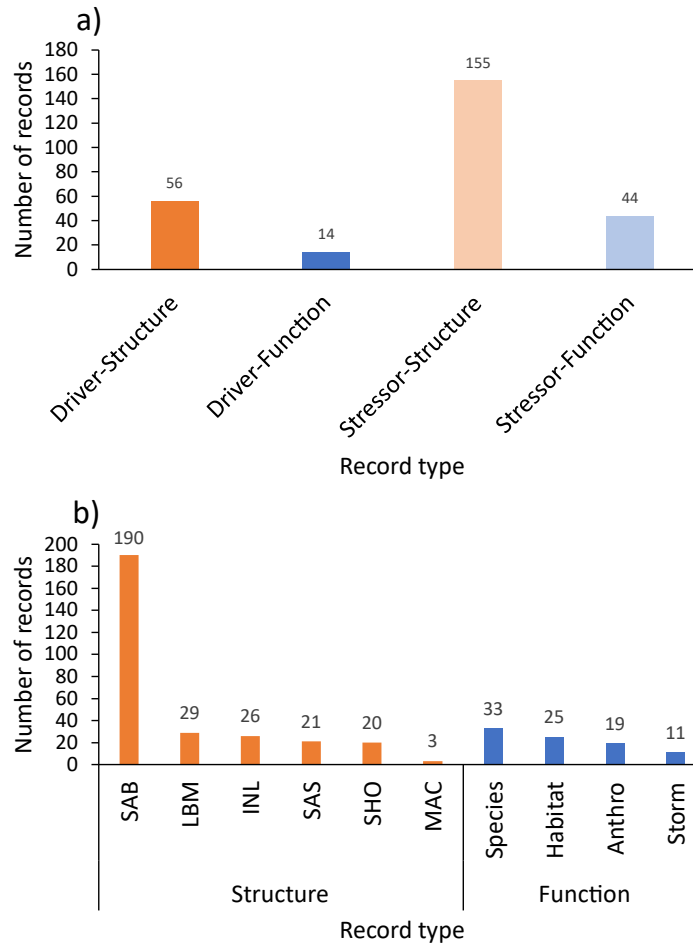 a)
Number of records
180
160
140
120
100
80
60
40
20
0
56
14
155
44
Driver-Structure
Driver-Function
Stressor-Structure
Stressor-Function
Record type
b)
Number of records
200
180
160
140
120
100
80
60
40
20
0
190
29
26
21
20
3
33
25
19
11
SAB
LBM
INL
SAS
SHO
MAC
Species
Habitat
Anthro
Storm
Structure
Function
Record type